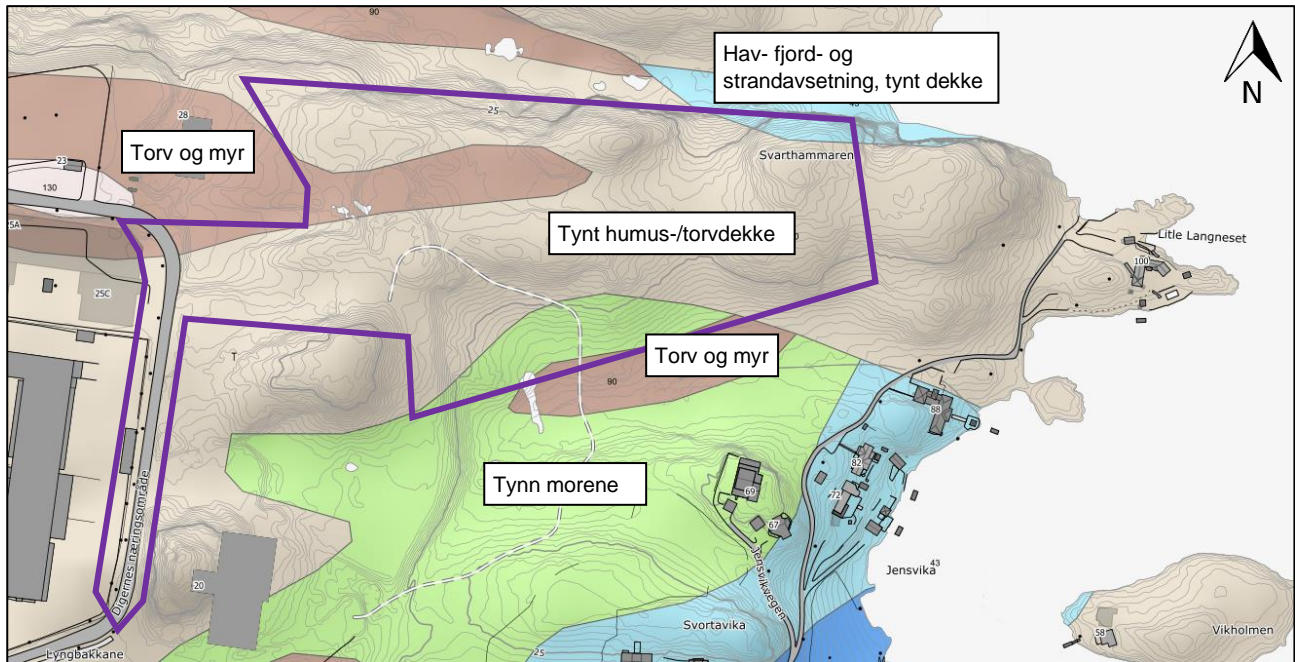 90
Hav- fjord- og
strandavsetning, tynt dekke
N
28
25
Torv og myr
23
Svarthammaren
130
Tynt humus-/torvdekke
25A
Litle Langneset
100
25C
T
Torv og myr
90
88
82
Tynn morene
69
72
67
Digernes næringsområde
Jensvikvegen
Jensvika
43
20
Svortavika
58
Vikholmen
Lyngbakkane
25